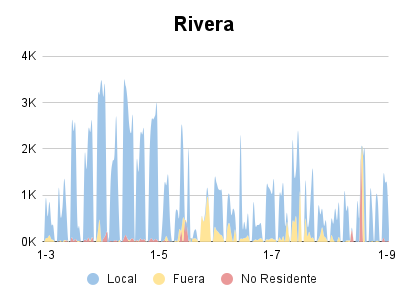 Rivera
4K
3K
2K
1K
0K
1-3 1-5 1-7 1-9
Local Fuera No Residente